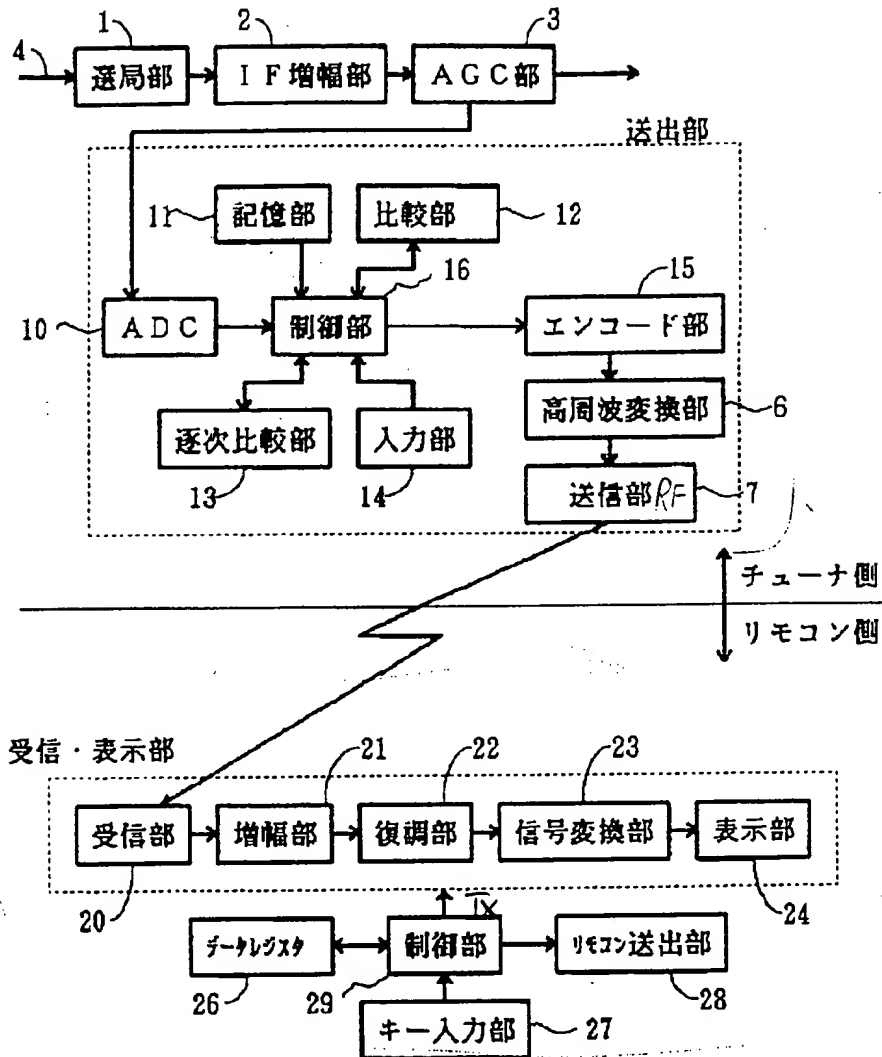 1
2
3
4
選局部
IF増幅部
AGC部
送出部
11
記憶部
比較部
12
16
15
10
ADC
制御部
エンコード部
高周波変換部
6
逐次比較部
入力部
13
14
送信部RF
7
チューナ側
リモコン側
受信・表示部
21
22
23
受信部
増幅部
復調部
信号変換部
表示部
20
24
TX
データレジスタ
制御部
リモコン送出部
26
29
28
キー入力部
27